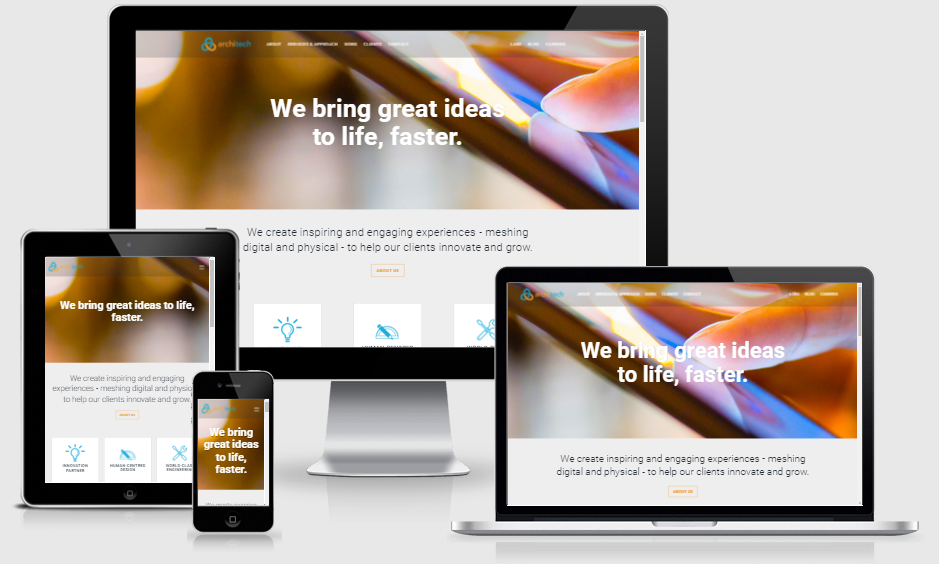 architech ABOUT SERVICES & APPROACH WORK CLIENTS CONTACT LABS BLOG CAREERS
We bring great ideas
to life, faster.
We create inspiring and engaging experiences - meshing
digital and physical - to help our clients innovate and grow.
ABOUT US
architech
We bring great ideas to life,
faster.
We create inspiring and engaging
experiences - meshing digital and physic
to help our clients innovate and grow.
ABOUT US
INNOVATION
PARTNER
HUMAN-CENTRED
DESIGN
WORLD-CLAS
ENGINEERIN
architech
We bring
great ideas
to life,
faster.
architech ABOUT SERVICES & APPROACH WORK CLIENTS CONTACT LABS BLOG CAREERS
We bring great ideas
to life, faster.
We create inspiring and engaging experiences - meshing
digital and physical - to help our clients innovate and grow.
ABOUT US